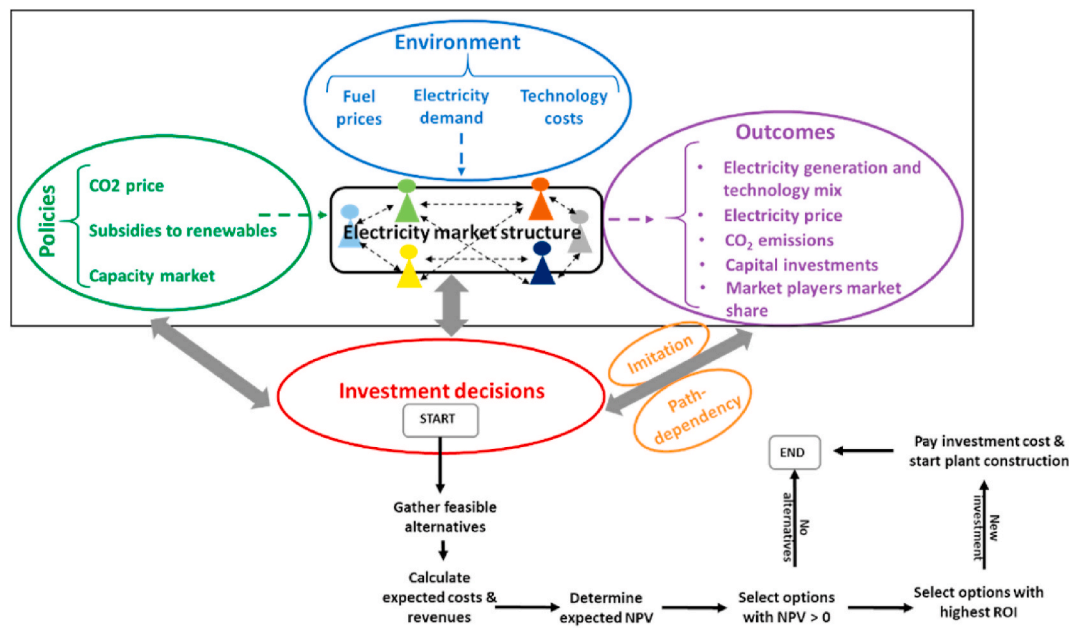 Environment
Fuel
prices
Electricity
demand
Technology
costs
Policies
CO2 price
Subsidies to renewables
Capacity market
Electricity market structure
Outcomes
• Electricity generation and
technology mix
• Electricity price
• CO₂ emissions
• Capital investments
• Market players market
share
Imitation
Path-
dependency
Investment decisions
START
Gather feasible
alternatives
Calculate
expected costs &
revenues
Determine
expected NPV
Select options
with NPV > 0
No
alternatives
END
Select options with
highest ROI
New
investment
Pay investment cost &
start plant construction